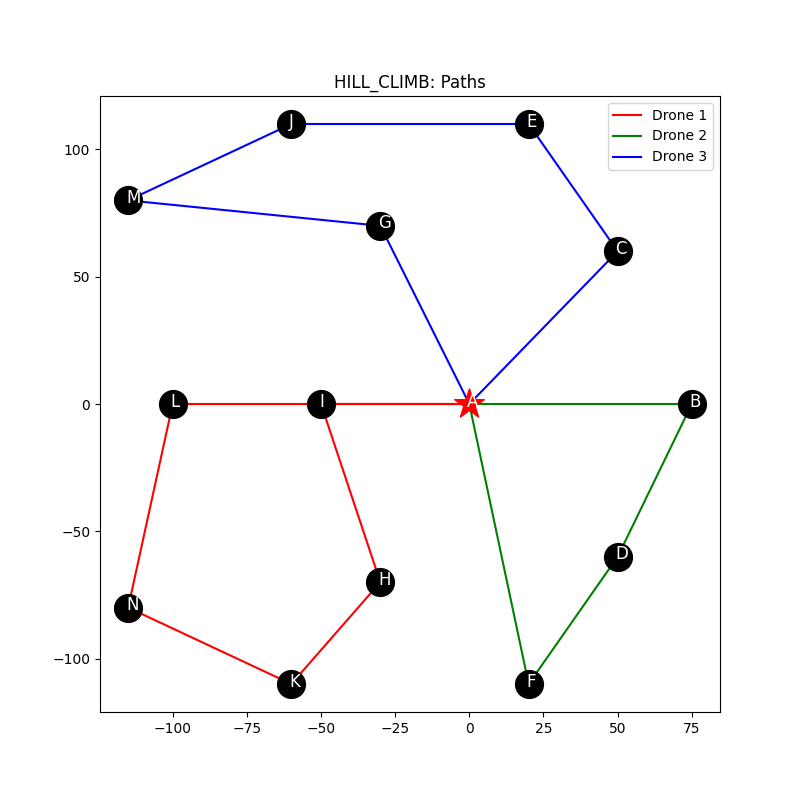 HILL_CLIMB: Paths
Drone 1
Drone 2
Drone 3
J
E
M
G
C
L
I
A
B
D
H
N
K
F
100
50
0
−50
−100
−100
−75
−50
−25
0
25
50
75